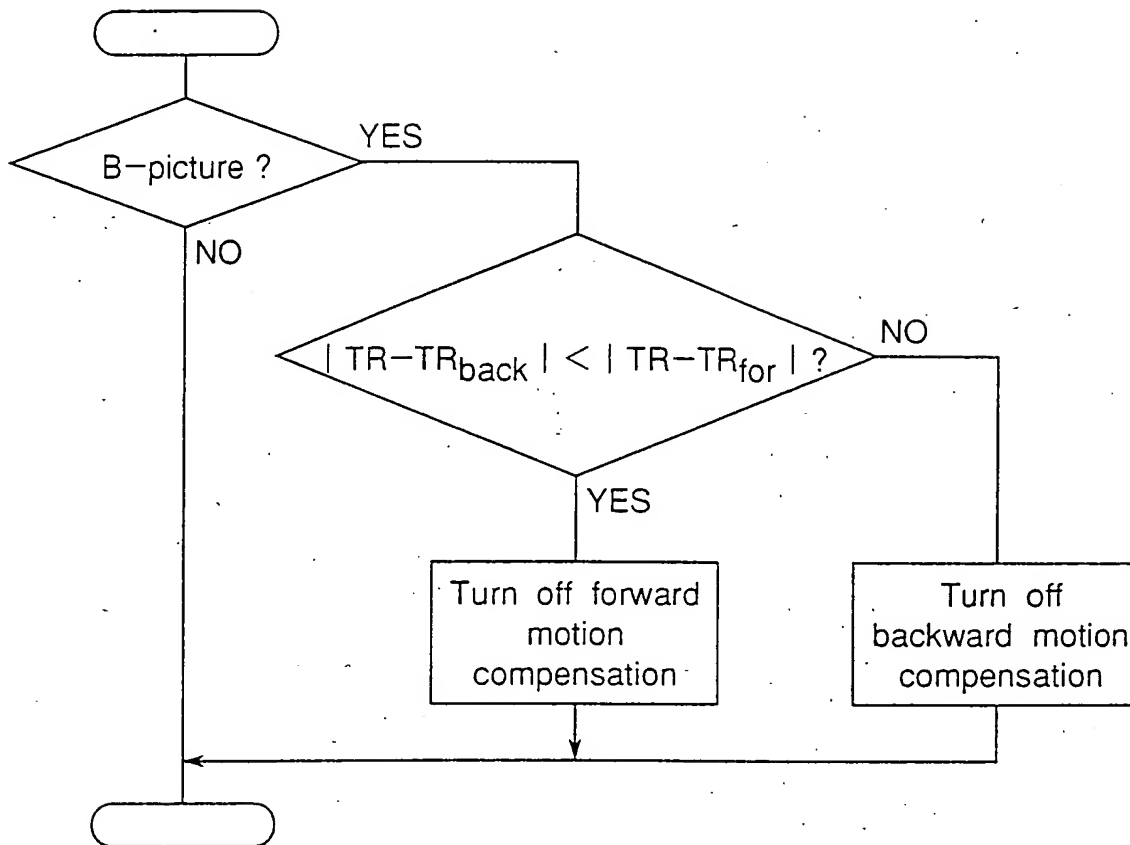 YES
B-picture ?
NO
NO
| TR-TRback | < | TR-TRfor | ?
YES
Turn off forward
motion
compensation
Turn off
backward motion
compensation